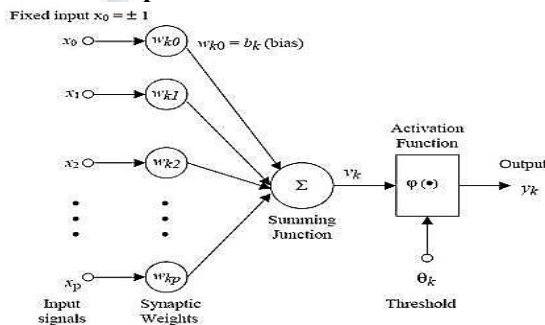 Fixed input x0 = ± 1
x0
wk0
wk0 = bk (bias)
x1
wk1
Activation
Function
x2
wk2
Σ
vk
φ (•)
Output
yk
Summing
Junction
xp
wkp
θk
Input
signals
Synaptic
Weights
Threshold